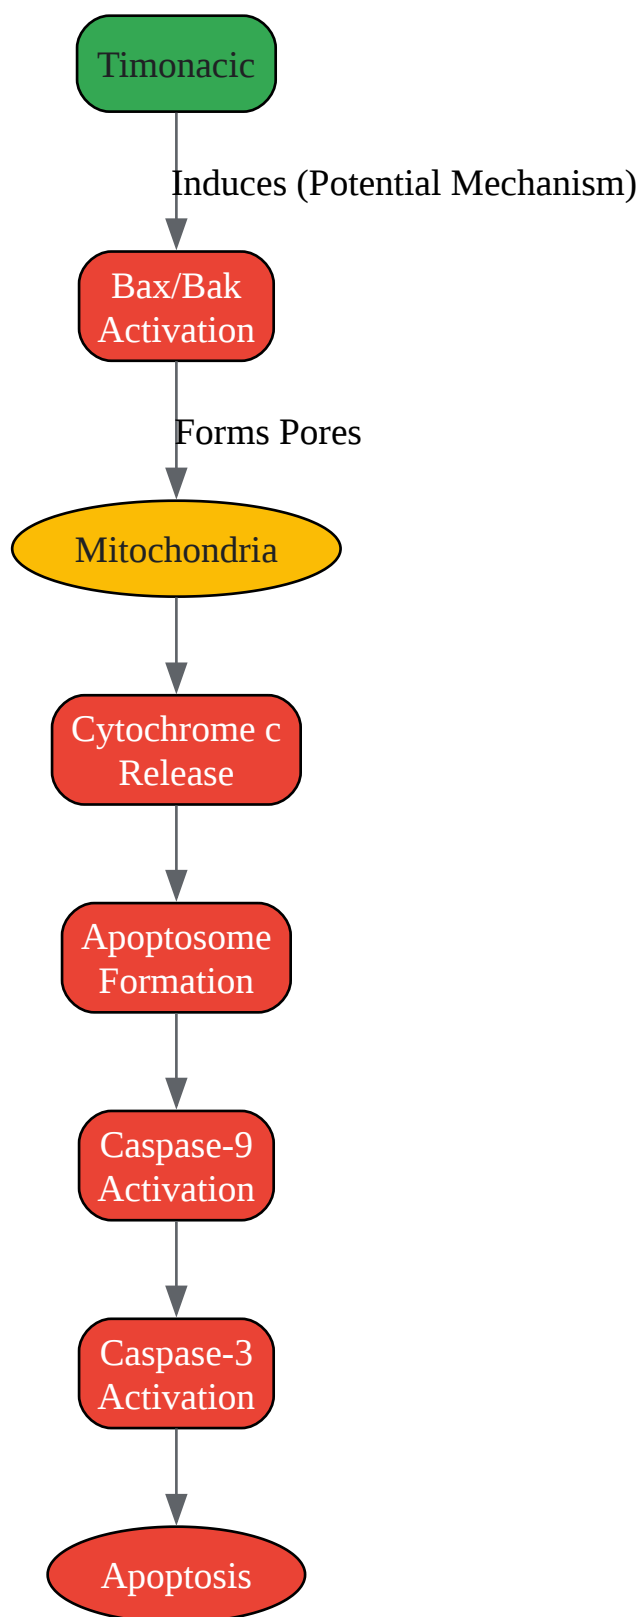 Timonacic
Induces (Potential Mechanism)
Bax/Bak
Activation
Forms Pores
Mitochondria
Cytochrome c
Release
Apoptosome
Formation
Caspase-9
Activation
Caspase-3
Activation
Apoptosis